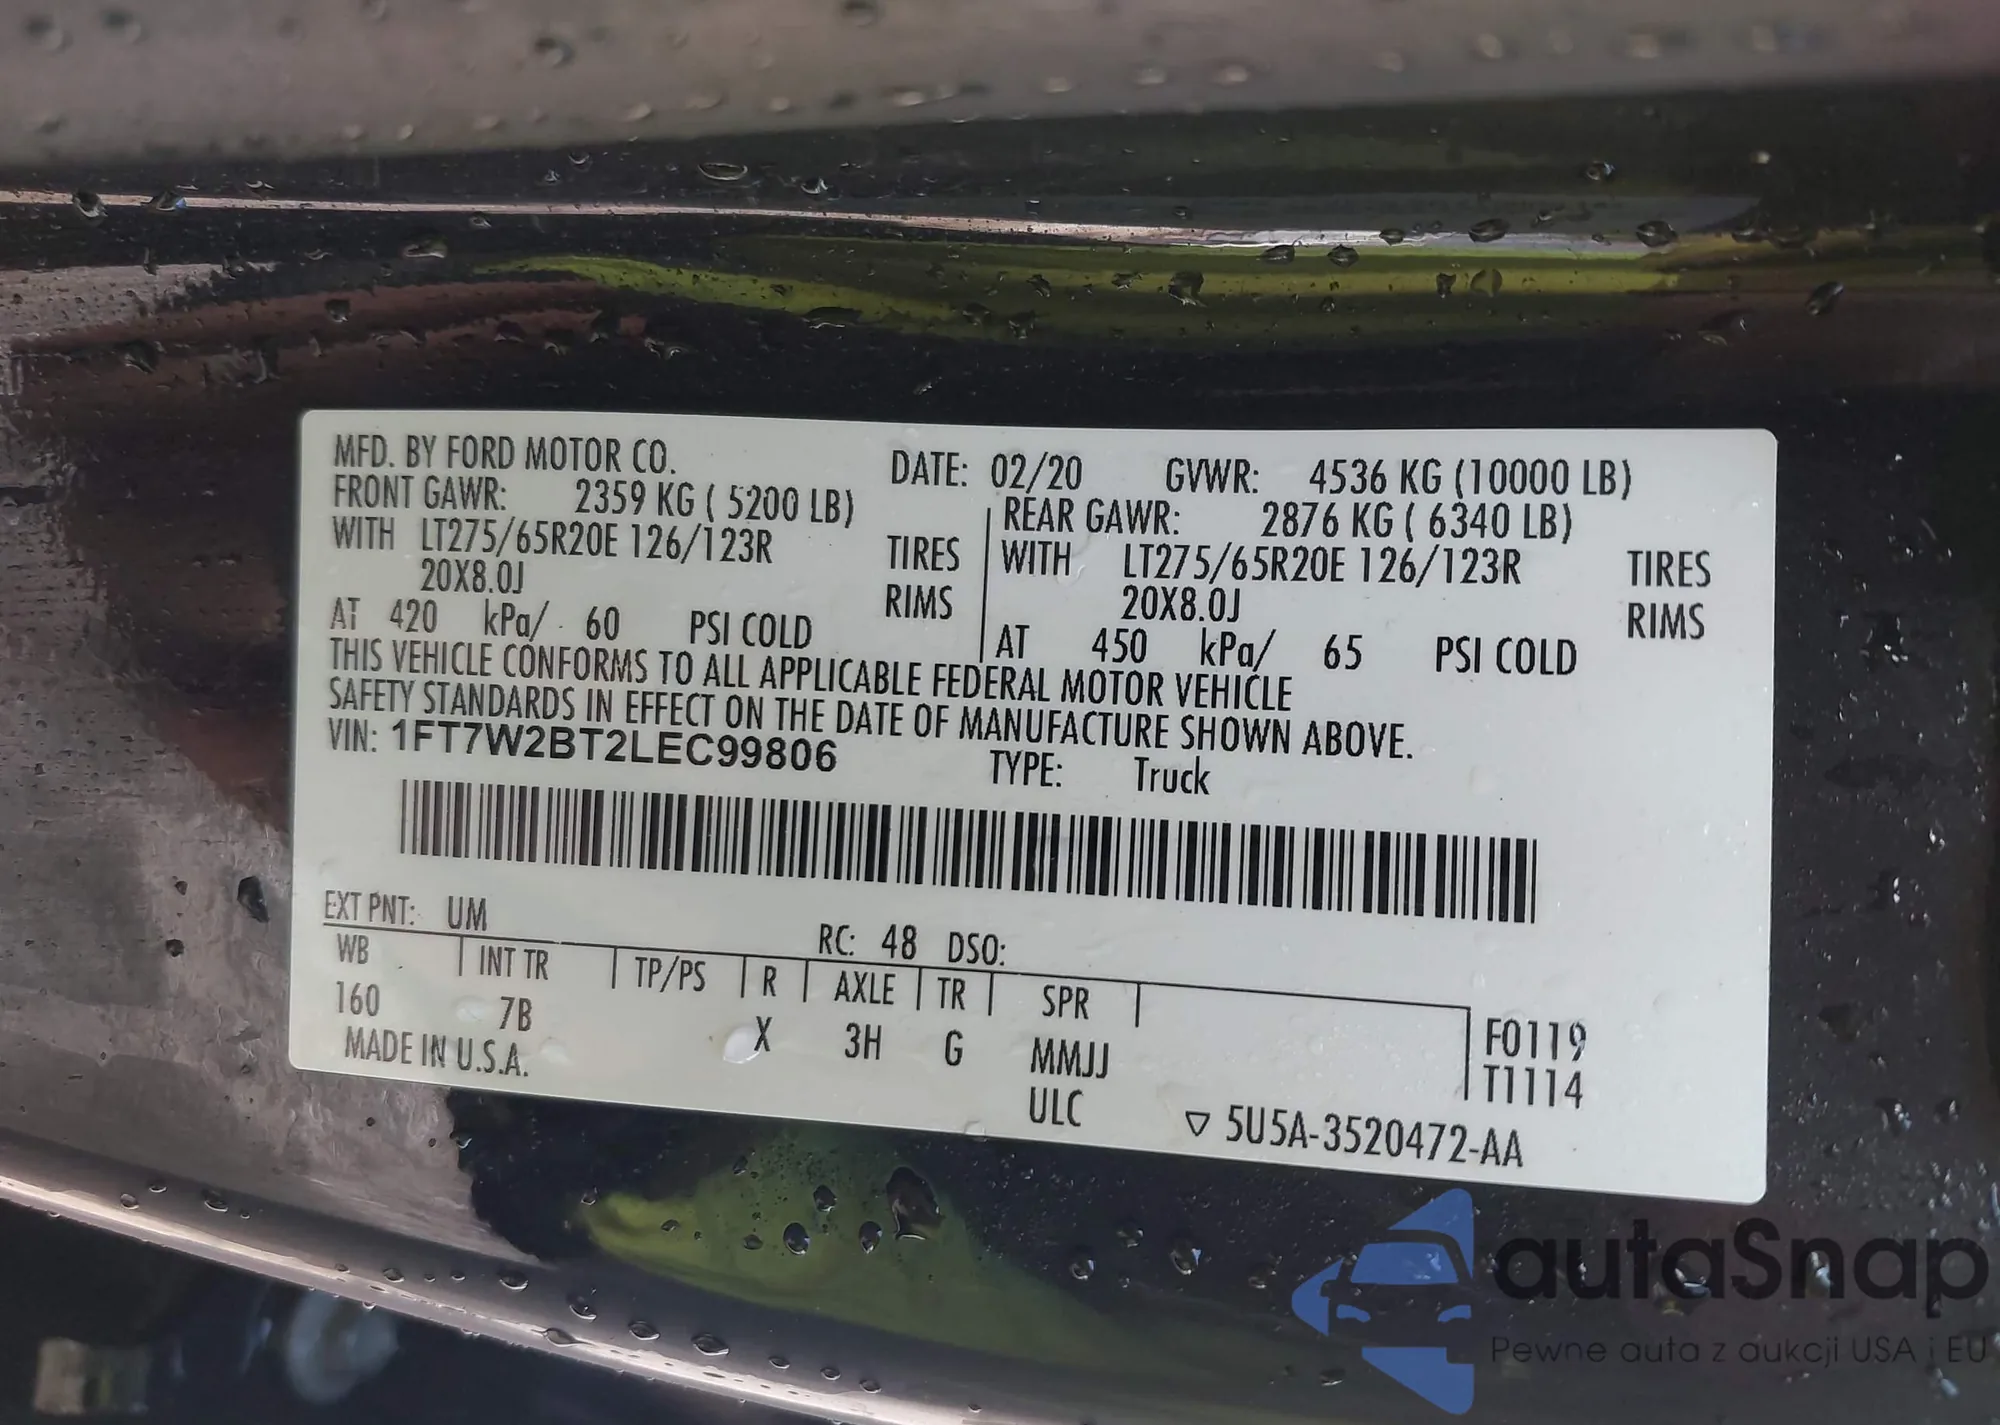 MFD. BY FORD MOTOR CO. DATE: 02/20 GVWR: 4536 KG (10000 LB)
FRONT GAWR: 2359 KG ( 5200 LB) REAR GAWR: 2876 KG ( 6340 LB)
WITH LT275/65R20E 126/123R TIRES WITH LT275/65R20E 126/123R TIRES
20X8.0J RIMS 20X8.0J RIMS
AT 420 kPa/ 60 PSI COLD AT 450 kPa/ 65 PSI COLD
THIS VEHICLE CONFORMS TO ALL APPLICABLE FEDERAL MOTOR VEHICLE
SAFETY STANDARDS IN EFFECT ON THE DATE OF MANUFACTURE SHOWN ABOVE.
VIN: 1FT7W2BT2LEC99806 TYPE: Truck
EXT PNT: UM RC: 48 DSO:
WB INT TR TP/PS R AXLE TR SPR
160 7B X 3H G MMJJ F0119
MADE IN U.S.A. ULC T1114
▽ 5U5A-3520472-AA
autaSnap
Pewne auta z aukcji USA i EU